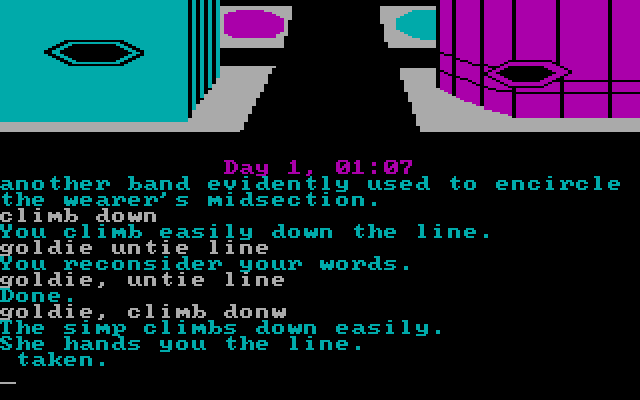 Day 1, 01:07
another band evidently used to encircle
the wearer's midsection.
climb down
You climb easily down the line.
goldie untie line
You reconsider your words.
goldie, untie line
Done.
goldie, climb donw
The simp climbs down easily.
She hands you the line.
taken.